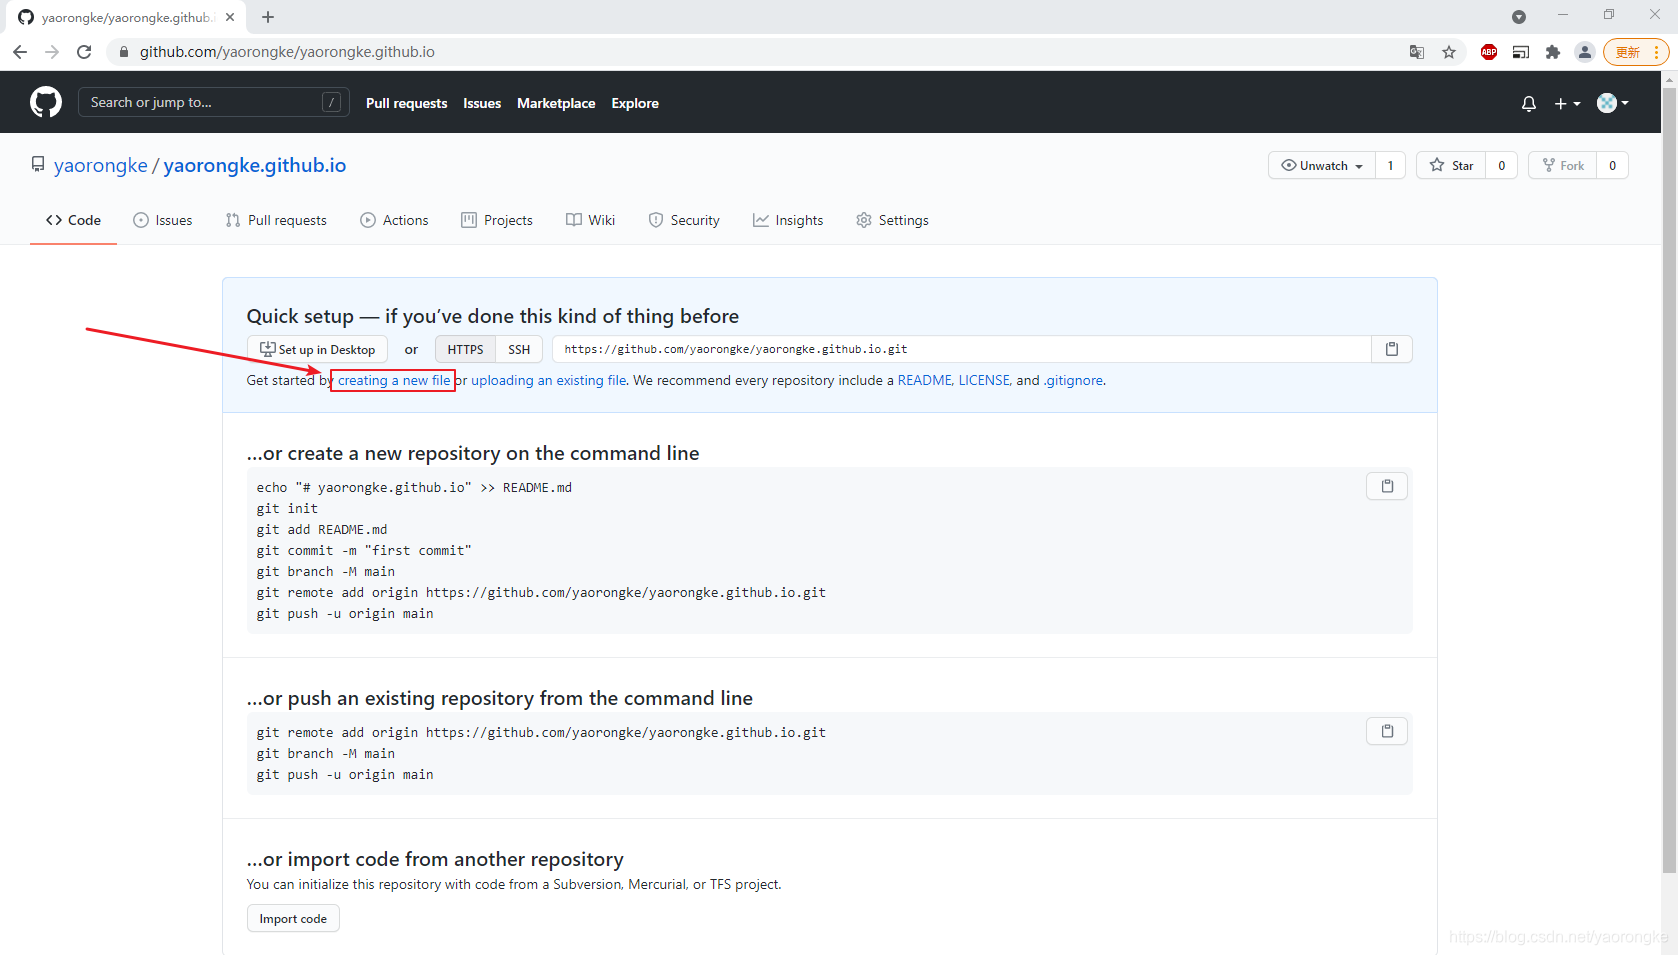 yaorongke/yaorongke.github.i
github.com/yaorongke/yaorongke.github.io
ABP
更新
Search or jump to...
/
Pull requests
Issues
Marketplace
Explore
yaorongke / yaorongke.github.io
Unwatch
1
Star
0
Fork
0
Code
Issues
Pull requests
Actions
Projects
Wiki
Security
Insights
Settings
Quick setup — if you’ve done this kind of thing before
Set up in Desktop
or
HTTPS
SSH
https://github.com/yaorongke/yaorongke.github.io.git
Get started by creating a new file or uploading an existing file. We recommend every repository include a README, LICENSE, and .gitignore.
…or create a new repository on the command line
echo "# yaorongke.github.io" >> README.md
git init
git add README.md
git commit -m "first commit"
git branch -M main
git remote add origin https://github.com/yaorongke/yaorongke.github.io.git
git push -u origin main
…or push an existing repository from the command line
git remote add origin https://github.com/yaorongke/yaorongke.github.io.git
git branch -M main
git push -u origin main
…or import code from another repository
You can initialize this repository with code from a Subversion, Mercurial, or TFS project.
Import code
https://blog.csdn.net/yaorongke